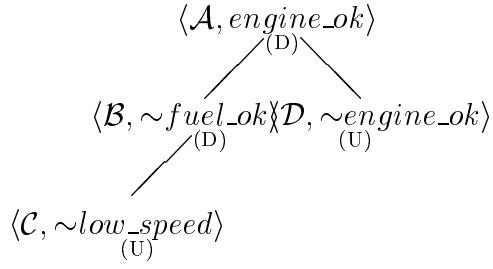 ⟨𝒜, engine_ok⟩
(D)
⟨ℬ, ∼fuel_ok⟩⟨𝒟, ∼engine_ok⟩
(D) (U)
⟨𝒞, ∼low_speed⟩
(U)